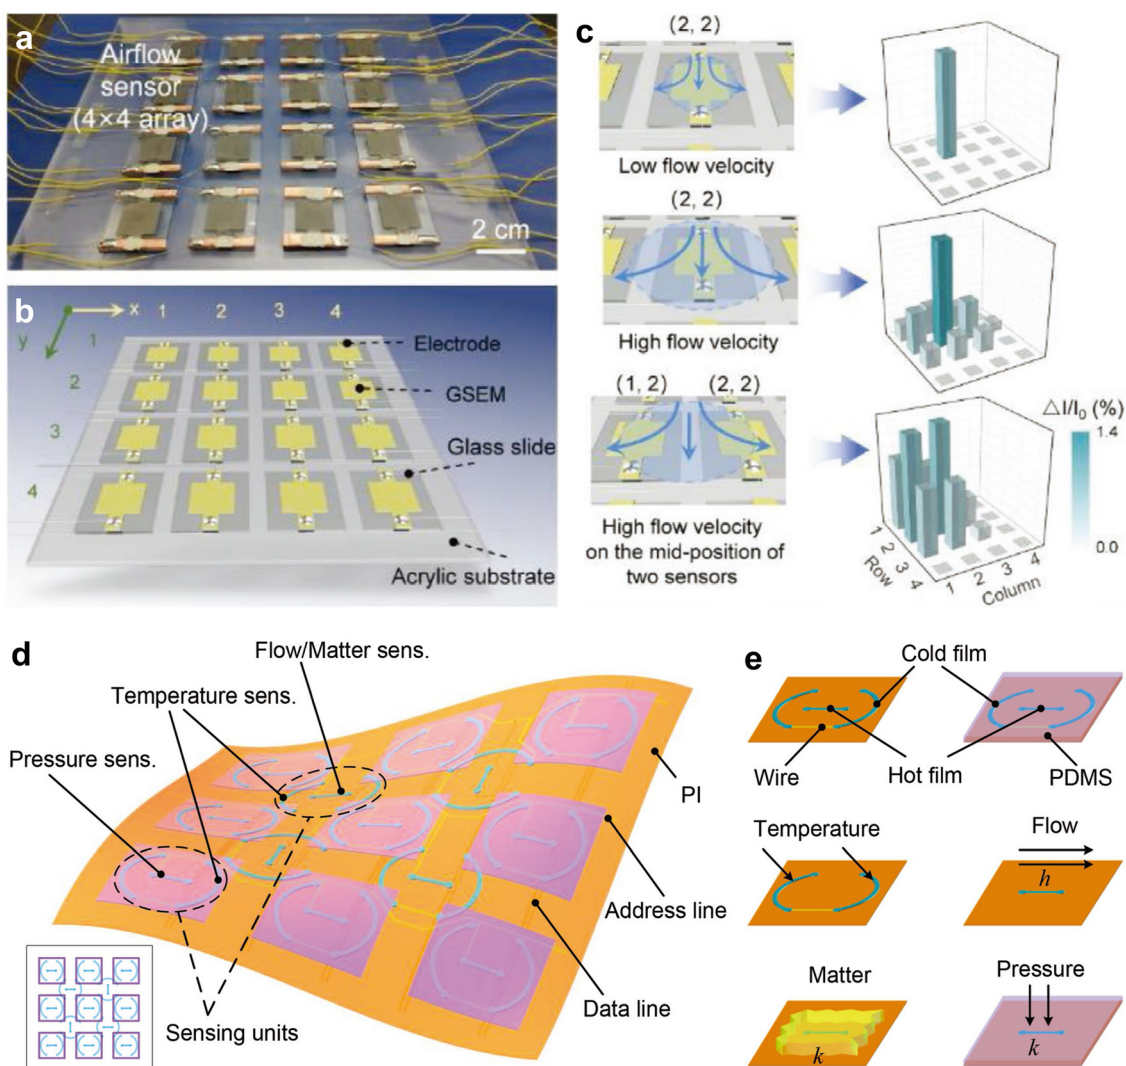 a
Airflow
sensor
(4×4 array)
2 cm
b
x
y
1
2
3
4
1
2
3
4
Electrode
GSEM
Glass slide
Acrylic substrate
c
(2, 2)
Low flow velocity
(2, 2)
High flow velocity
(1, 2)
(2, 2)
High flow velocity
on the mid-position of
two sensors
△I/I₀ (%)
1.4
0.0
1
2
3
4
Row
1
2
3
4
Column
d
Flow/Matter sens.
Temperature sens.
Pressure sens.
PI
Address line
Data line
Sensing units
e
Cold film
Wire
Hot film
PDMS
Temperature
Flow
h
Matter
k
Pressure
k